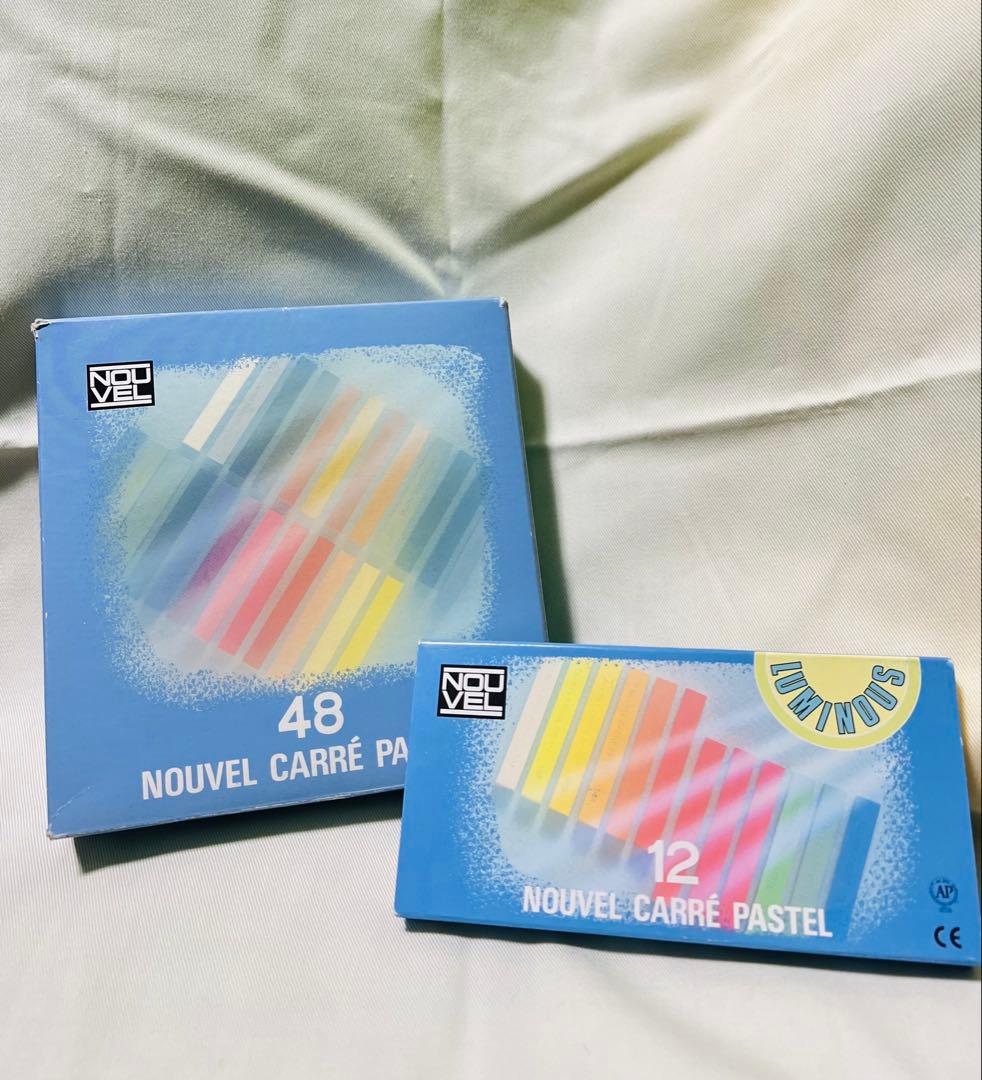 NOU
VEL
48
NOUVEL CARRÉ PA
NOU
VEL
LUMINOUS
12
NOUVEL CARRÉ PASTEL
AP
CE